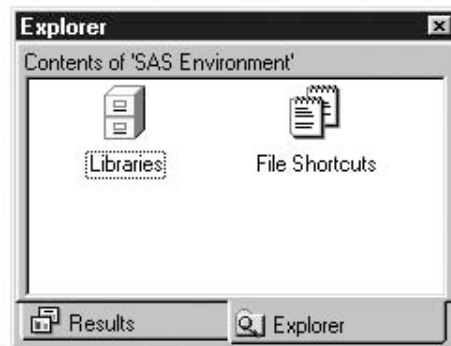 Explorer
Contents of 'SAS Environment'
Libraries
File Shortcuts
Results
Explorer